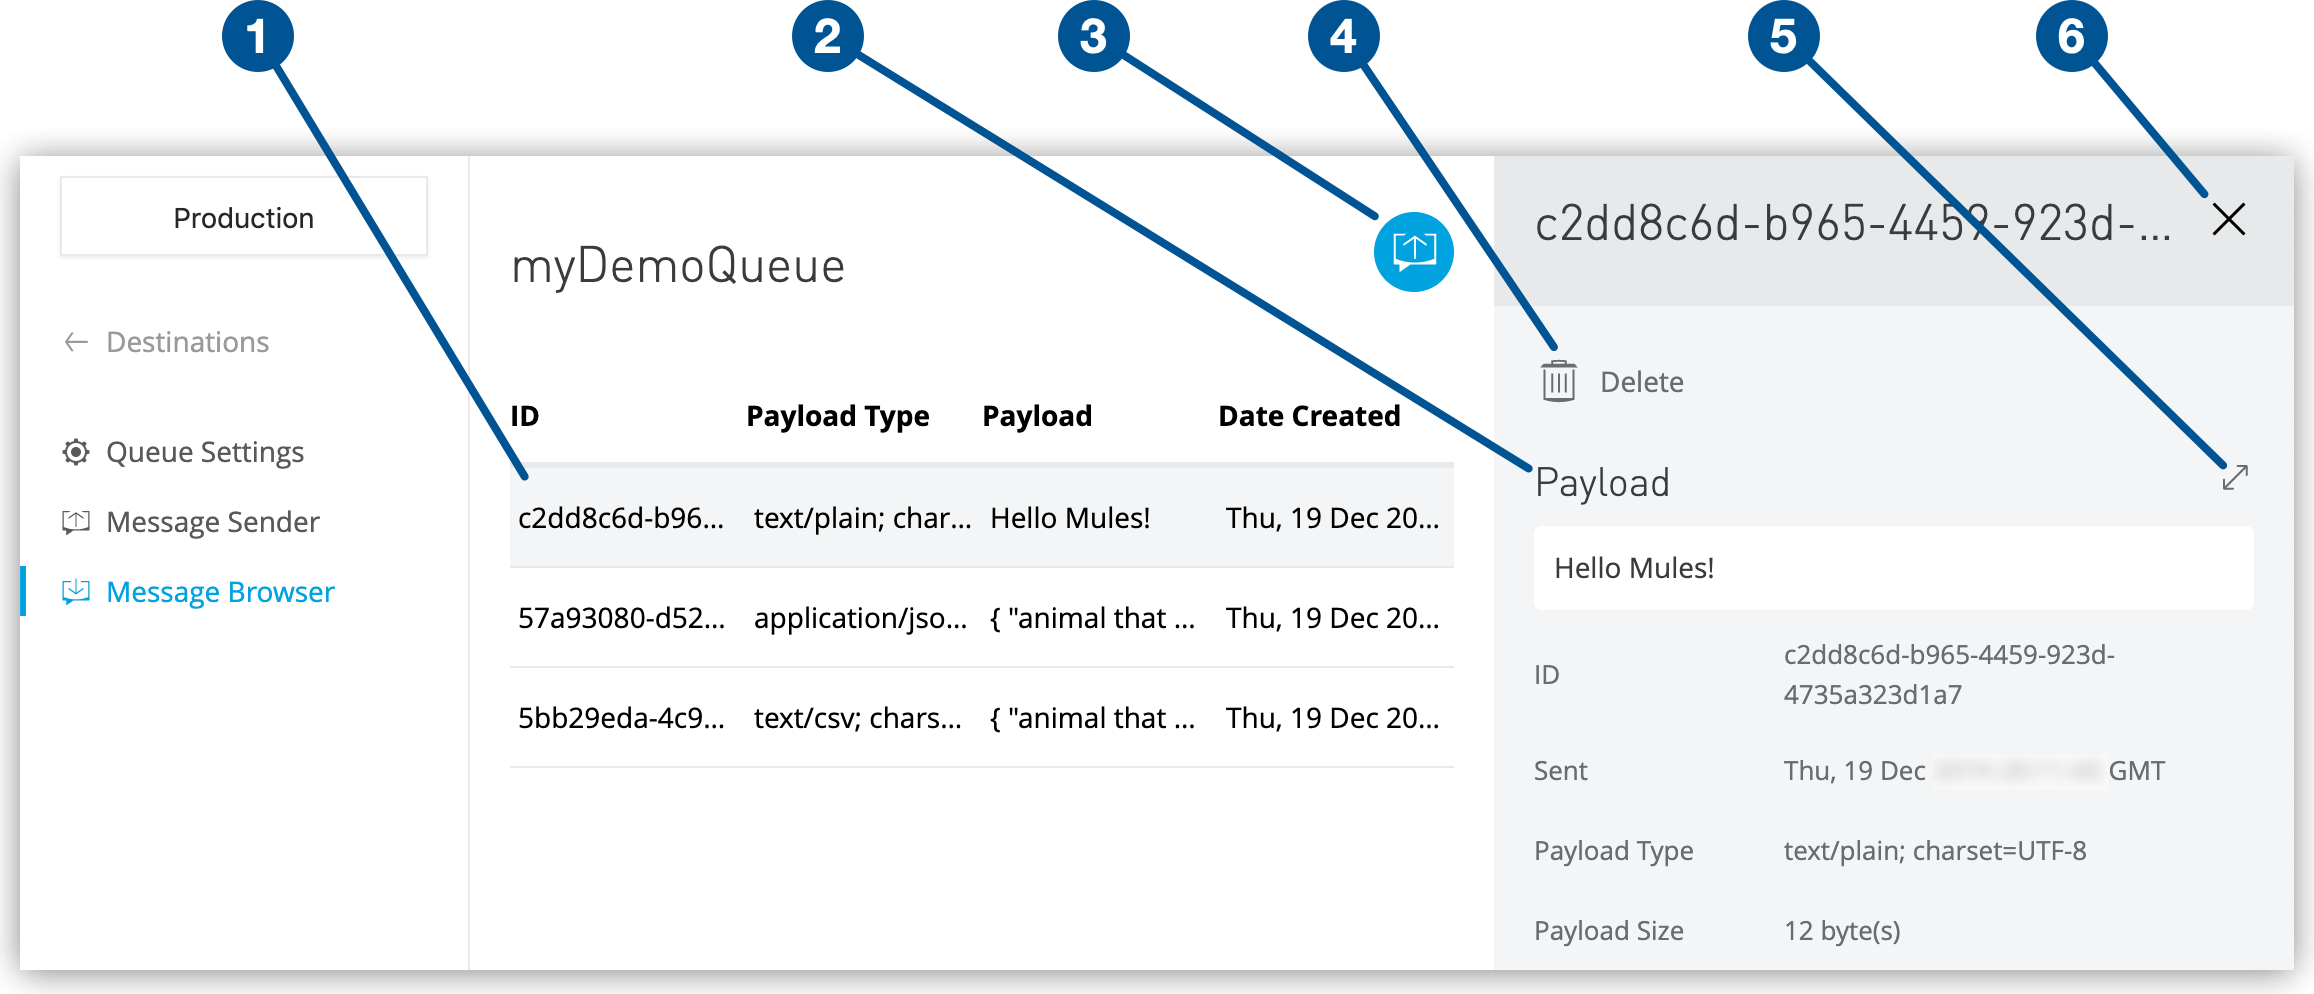 1 2 3 4 5 6
Production
← Destinations
Queue Settings
Message Sender
Message Browser
myDemoQueue
ID Payload Type Payload Date Created
c2dd8c6d-b96... text/plain; char... Hello Mules! Thu, 19 Dec 20...
57a93080-d52... application/jso... { "animal that ... Thu, 19 Dec 20...
5bb29eda-4c9... text/csv; chars... { "animal that ... Thu, 19 Dec 20...
c2dd8c6d-b965-4459-923d-...
Delete
Payload
Hello Mules!
ID c2dd8c6d-b965-4459-923d-
4735a323d1a7
Sent Thu, 19 Dec GMT
Payload Type text/plain; charset=UTF-8
Payload Size 12 byte(s)